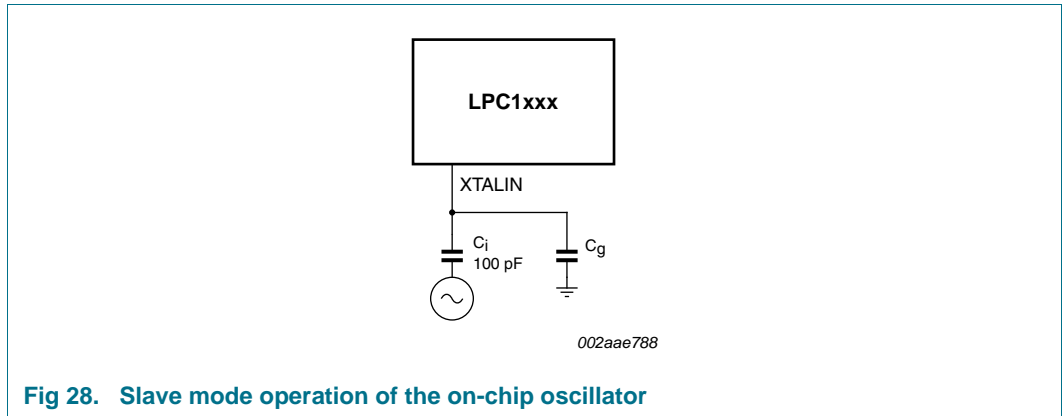 LPC1xxx
XTALIN
Ci
100 pF
Cg
002aae788
Fig 28. Slave mode operation of the on-chip oscillator